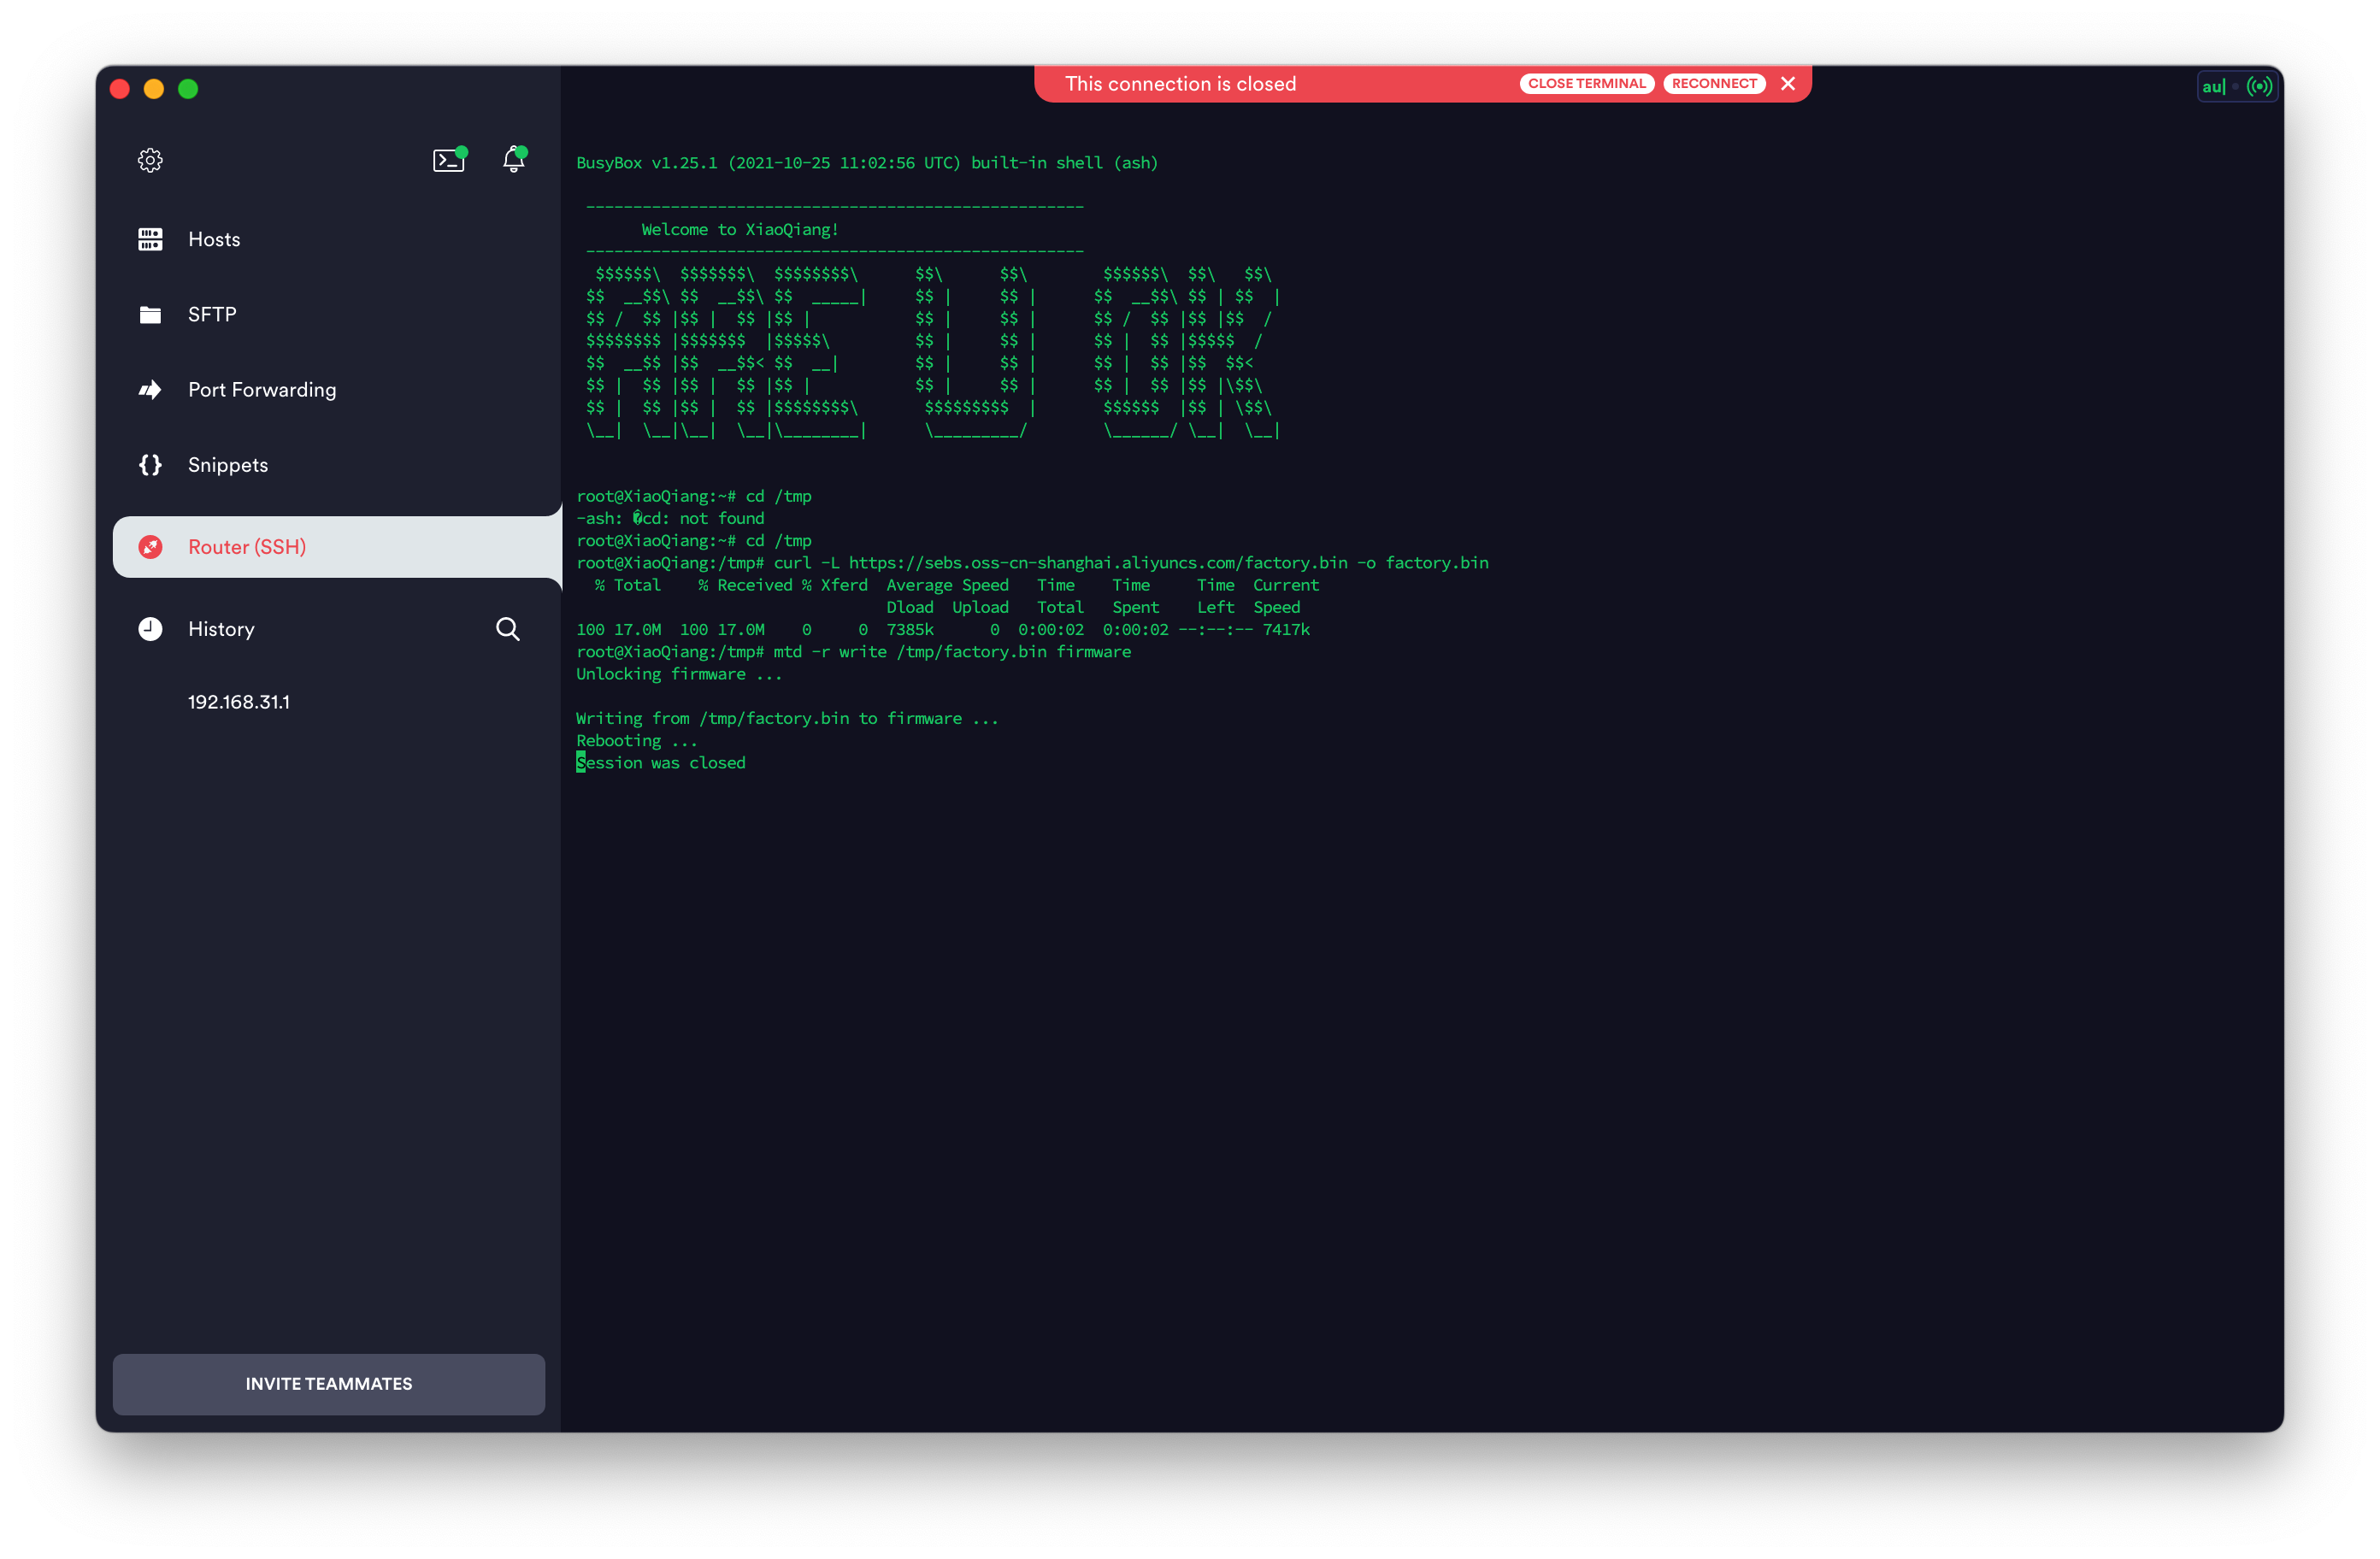 This connection is closed
CLOSE TERMINAL
RECONNECT
au|
Hosts
SFTP
Port Forwarding
Snippets
Router (SSH)
History
192.168.31.1
INVITE TEAMMATES
BusyBox v1.25.1 (2021-10-25 11:02:56 UTC) built-in shell (ash)
 -----------------------------------------------------
       Welcome to XiaoQiang!
 -----------------------------------------------------
  $$$$$$\  $$$$$$$\  $$$$$$$$\      $$\      $$\        $$$$$$\  $$\   $$\
 $$  __$$\ $$  __$$\ $$  _____|     $$ |     $$ |      $$  __$$\ $$ | $$  |
 $$ /  $$ |$$ |  $$ |$$ |           $$ |     $$ |      $$ /  $$ |$$ |$$  /
 $$$$$$$$ |$$$$$$$  |$$$$$\         $$ |     $$ |      $$ |  $$ |$$$$$  /
 $$  __$$ |$$  __$$< $$  __|        $$ |     $$ |      $$ |  $$ |$$  $$<
 $$ |  $$ |$$ |  $$ |$$ |           $$ |     $$ |      $$ |  $$ |$$ |\$$\
 $$ |  $$ |$$ |  $$ |$$$$$$$$\       $$$$$$$$$  |       $$$$$$  |$$ | \$$\
 \__|  \__|\__|  \__|\________|      \_________/        \______/ \__|  \__|
root@XiaoQiang:~# cd /tmp
-ash: �cd: not found
root@XiaoQiang:~# cd /tmp
root@XiaoQiang:/tmp# curl -L https://sebs.oss-cn-shanghai.aliyuncs.com/factory.bin -o factory.bin
  % Total    % Received % Xferd  Average Speed   Time    Time     Time  Current
                                 Dload  Upload   Total   Spent    Left  Speed
100 17.0M  100 17.0M    0     0  7385k      0  0:00:02  0:00:02 --:--:-- 7417k
root@XiaoQiang:/tmp# mtd -r write /tmp/factory.bin firmware
Unlocking firmware ...
Writing from /tmp/factory.bin to firmware ...
Rebooting ...
Session was closed